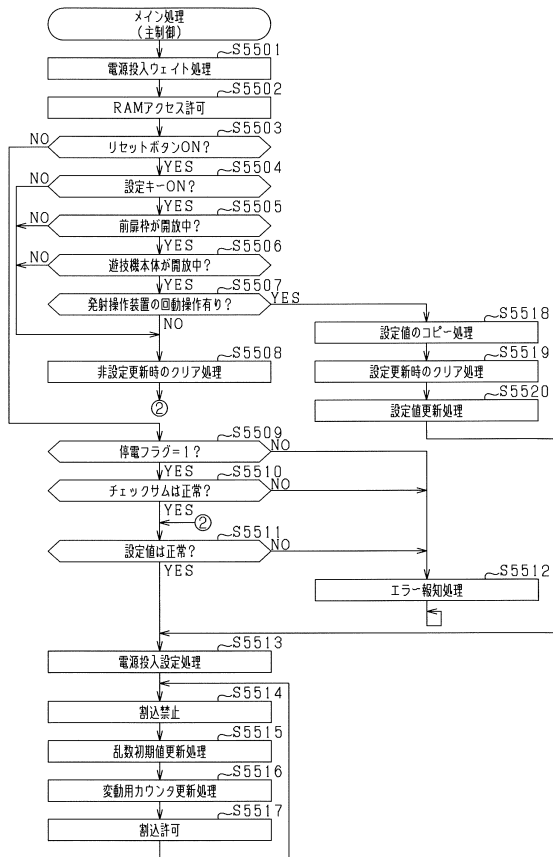 メイン処理
(主制御)
S5501
電源投入ウェイト処理
S5502
RAMアクセス許可
S5503
リセットボタンON?
NO
YES
S5504
設定キーON?
NO
YES
S5505
前扉枠が開放中?
NO
YES
S5506
遊技機本体が開放中?
NO
YES
S5507
発射操作装置の回動操作有り?
YES
NO
S5508
非設定更新時のクリア処理
②
S5518
設定値のコピー処理
S5519
設定更新時のクリア処理
S5520
設定値更新処理
S5509
停電フラグ=1?
NO
YES
S5510
チェックサムは正常?
NO
YES
②
S5511
設定値は正常?
NO
YES
S5512
エラー報知処理
S5513
電源投入設定処理
S5514
割込禁止
S5515
乱数初期値更新処理
S5516
変動用カウンタ更新処理
S5517
割込許可